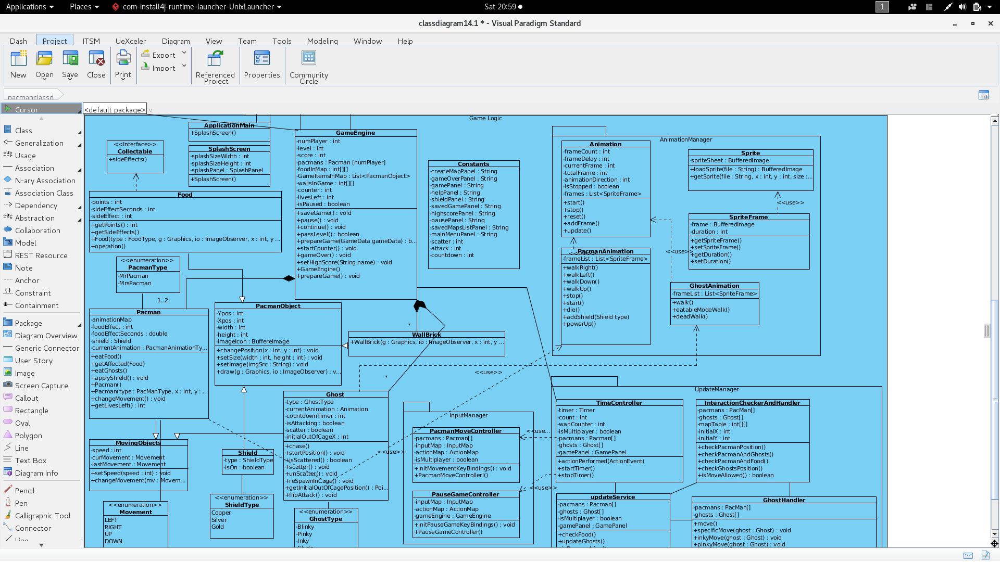 Applications
Places
com-install4j-runtime-launcher-UnixLauncher
Sat 20:59
1
classdiagram14.1 * - Visual Paradigm Standard
Dash
Project
ITSM
UeXceler
Diagram
View
Team
Tools
Modeling
Window
Help
New
Open
Save
Close
Print
Export
Import
Referenced Project
Properties
Community Circle
pacmanclassd
Cursor
<default package>
Class
Generalization
Usage
Association
N-ary Association
Association Class
Dependency
Abstraction
Collaboration
Model
REST Resource
Note
Anchor
Constraint
Containment
Package
Diagram Overview
Generic Connector
User Story
Image
Screen Capture
Callout
Rectangle
Oval
Polygon
Line
Text Box
Diagram Info
Pencil
Pen
Calligraphic Tool
Connector
Line
Game Logic
<<Interface>>
Collectable
+sideEffects()
ApplicationMain
+SplashScreen()
SplashScreen
-splashSizeWidth : int
-splashSizeHeight : int
-splashPanel : SplashPanel
+SplashScreen()
Food
-points : int
-sideEffectSeconds : int
-sideEffect : int
+getPoints() : int
+getSideEffects()
+Food(type : FoodType, g : Graphics, io : ImageObserver, x : int, y ...
+operation()
<<enumeration>>
PacmanType
-MrPacman
-MrsPacman
1..2
Pacman
-animationMap
-foodEffect : int
-foodEffectSeconds : double
-shield : Shield
-currentAnimation : PacmanAnimationTy...
+eatFood()
+getAffected(Food)
+eatGhosts()
+applyShield() : void
+Pacman()
+Pacman(type : PacManType, x : int, y : ...
+changeMovement() : void
+getLivesLeft() : int
MovingObjects
-speed : int
-curMovement : Movement
-lastMovement : Movement
+setSpeed(speed : int) : void
+changeMovement(mv : Movem...
<<enumeration>>
Movement
LEFT
RIGHT
UP
DOWN
GameEngine
-numPlayer : int
-level : int
-score : int
-pacmans : Pacman [numPlayer]
-foodInMap : int[][]
-GameItemsInMap : List<PacmanObject>
-wallsInGame : int[][]
-counter : int
-livesLeft : int
-isPaused : boolean
+saveGame() : void
+pause() : void
+continue() : void
+passLevel() : boolean
+prepareGame(GameData gameData) : b...
+startCounter() : void
+gameOver() : void
+setHighScore(String name) : void
+GameEngine()
+prepareGame() : void
PacmanObject
-Ypos : int
-Xpos : int
-width : int
-height : int
-imageIcon : BuffereImage
+changePosition(x : int, y : int) : void
+setSize(width : int, height : int) : void
+setImage(imgSrc : String) : void
+draw(g : Graphics, io : ImageObserver) : v...
*
WallBrick
+WallBrick(g : Graphics, io : ImageObserver, x : int, y ...
*
<<use>>
Ghost
-type : GhostType
-currentAnimation : Animation
-countdownTimer : int
-isAttacking : boolean
-scatter : boolean
-initialOutOfCageX : int
+chase()
+startPosition() : void
+isScattered() : boolean
+scatter() : void
+unScatter() : void
+reSpawnInCage() : void
+getInitialOutOfCagePosition() : Poi...
+flipAttack() : void
<<use>>
Shield
-type : ShieldType
-isOn : boolean
<<enumeration>>
ShieldType
Copper
Silver
Gold
<<enumeration>>
GhostType
-Blinky
-Pinky
-Inky
Constants
-createMapPanel : String
-gameOverPanel : String
-gamePanel : String
-helpPanel : String
-shieldPanel : String
-savedGamePanel : String
-highscorePanel : String
-pausePanel : String
-savedMapsListPanel : String
-mainMenuPanel : String
-scatter : int
-attack : int
-countdown : int
AnimationManager
Animation
-frameCount : int
-frameDelay : int
-currentFrame : int
-totalFrame : int
-animationDirection : int
-isStopped : boolean
-frames : List<SpriteFrame>
+start()
+stop()
+reset()
+addFrame()
+update()
PacmanAnimation
-frameList : List<SpriteFrame>
+walkRight()
+walkLeft()
+walkDown()
+walkUp()
+stop()
+start()
+die()
+addShield(Shield type)
+powerUp()
Sprite
-spriteSheet : BufferedImage
+loadSprite(file : String) : BufferedImage
+getSprite(file : String, x : int, y : int, size :...
<<use>>
SpriteFrame
-frame : BufferedImage
-duration : int
+getSpriteFrame()
+setSpriteFrame()
+getDuration()
+setDuration()
<<use>>
GhostAnimation
-frameList : List<SpriteFrame>
+walk()
+eatableModeWalk()
+deadWalk()
InputManager
PacmanMoveController
-pacmans : Pacman[]
-inputMap : InputMap
-actionMap : ActionMap
-isMultiplayer : boolean
+initMovementKeyBindings() : void
+PacmanMoveControllerl()
<<use...
PauseGameController
-inputMap : InputMap
-actionMap : ActionMap
-gameEngine : GameEngine
+initPauseGameKeyBindings() : void
+PauseGameController()
<<use>>
UpdateManager
TimeController
-timer : Timer
-count : int
-waitCounter : int
-isMultiplayer : boolean
-pacmans : Pacman[]
-ghosts : Ghost[]
-gamePanel : GamePanel
+actionPerformed(ActionEvent)
+startTimer()
+stopTimer()
InteractionCheckerAndHandler
-pacmans : PacMan[]
-ghosts : Ghost[]
-mapTable : int[][]
-initialX : int
-initialY : int
+checkPacmanPosition()
+checkPacmanAndGhosts()
+checkPacmanAndFood()
+checkGhostsPosition()
+isMoveAllowed() : boolean
updateService
-pacmans : Pacman[]
-ghosts : Ghost[]
-isMultiplayer : boolean
-gamePanel : GamePanel
+checkFood()
+updateGhosts()
GhostHandler
-pacmans : PacMan[]
-ghosts : Ghost[]
+move()
+specificMove(ghost : Ghost) : void
+inkyMove(ghost : Ghost) : void
+pinkyMove(ghost : Ghost) : void